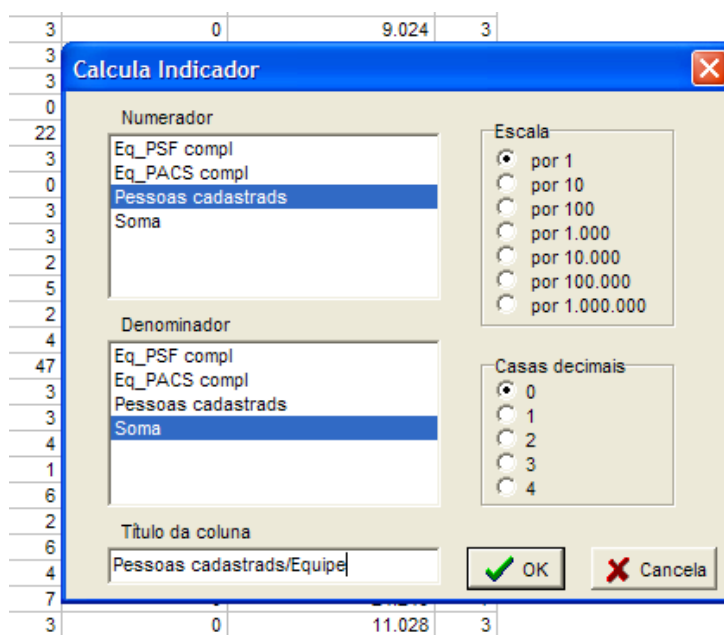 3 0 9.024 3
3
Calcula Indicador
3
0
22
3
0
3
3
2
5
2
4
47
3
3
4
1
6
2
6
4
7
Numerador
Eq_PSF compl
Eq_PACS compl
Pessoas cadastrads
Soma
Escala
por 1
por 10
por 100
por 1.000
por 10.000
por 100.000
por 1.000.000
Denominador
Eq_PSF compl
Eq_PACS compl
Pessoas cadastrads
Soma
Casas decimais
0
1
2
3
4
Título da coluna
Pessoas cadastrads/Equipe
OK
Cancela
3 0 11.028 3